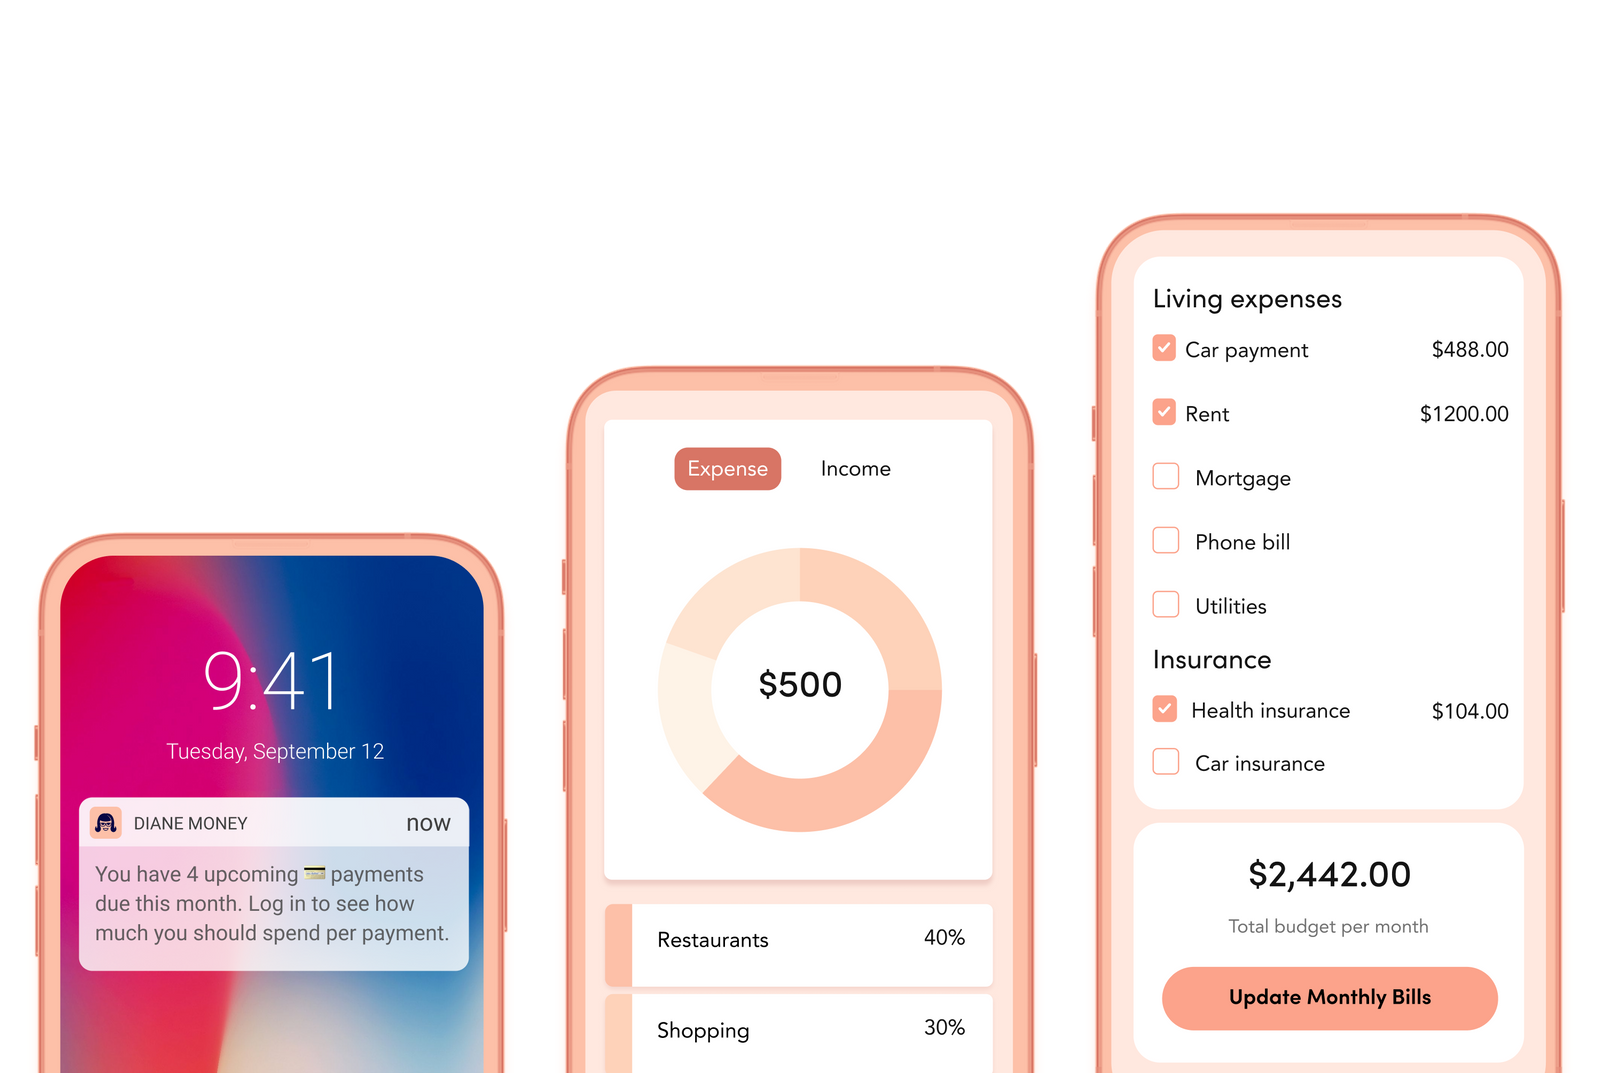 9:41
Tuesday, September 12
DIANE MONEY now
You have 4 upcoming 💳 payments
due this month. Log in to see how
much you should spend per payment.
Expense Income
$500
Restaurants 40%
Shopping 30%
Living expenses
Car payment $488.00
Rent $1200.00
Mortgage
Phone bill
Utilities
Insurance
Health insurance $104.00
Car insurance
$2,442.00
Total budget per month
Update Monthly Bills